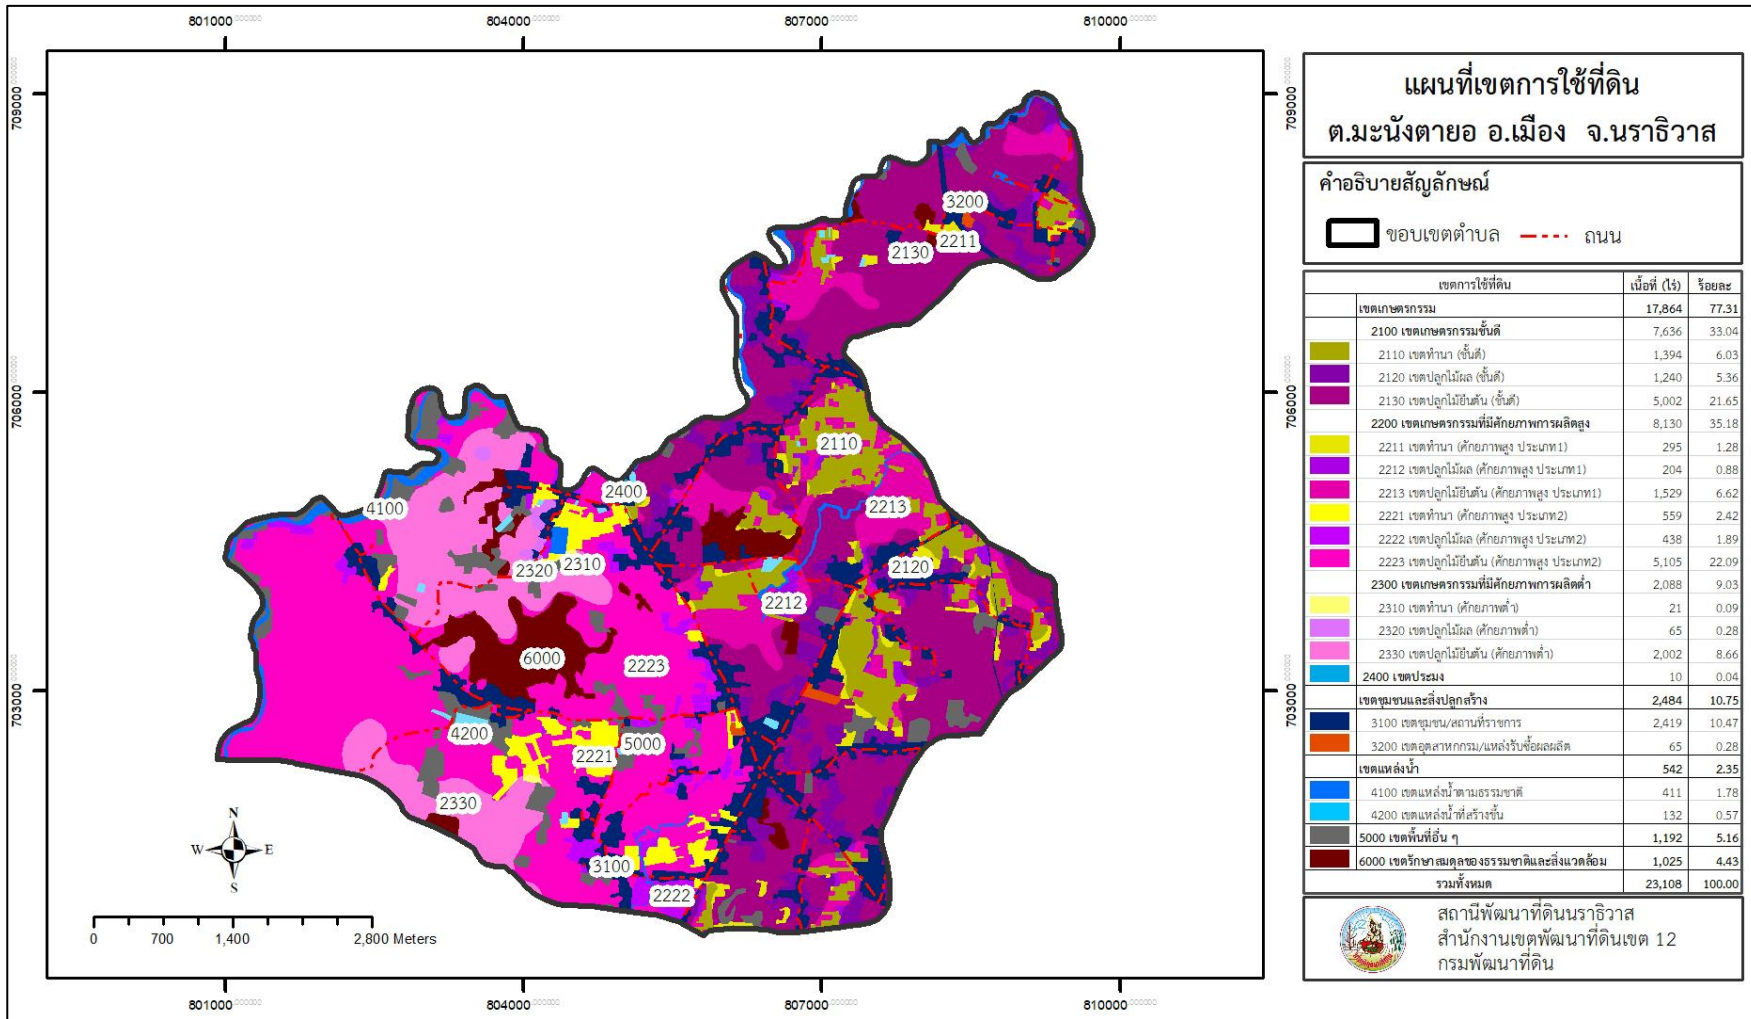 801000
804000
807000
810000
709000
706000
703000
709000
706000
703000
3200
2211
2130
2110
2400
4100
2213
2310
2320
2120
2212
6000
2223
4200
5000
2221
2330
3100
2222
N
W
E
S
0
700
1,400
2,800 Meters
801000
804000
807000
810000
แผนที่เขตการใช้ที่ดิน
ต.มะนังตายอ อ.เมือง จ.นราธิวาส
คำอธิบายสัญลักษณ์
ขอบเขตตำบล ถนน
เขตการใช้ที่ดิน เนื้อที่ (ไร่) ร้อยละ
เขตเกษตรกรรม 17,864 77.31
2100 เขตเกษตรกรรมชั้นดี 7,636 33.04
2110 เขตทำนา (ชั้นดี) 1,394 6.03
2120 เขตปลูกไม้ผล (ชั้นดี) 1,240 5.36
2130 เขตปลูกไม้ยืนต้น (ชั้นดี) 5,002 21.65
2200 เขตเกษตรกรรมที่มีศักยภาพการผลิตสูง 8,130 35.18
2211 เขตทำนา (ศักยภาพสูง ประเภท1) 295 1.28
2212 เขตปลูกไม้ผล (ศักยภาพสูง ประเภท1) 204 0.88
2213 เขตปลูกไม้ยืนต้น (ศักยภาพสูง ประเภท1) 1,529 6.62
2221 เขตทำนา (ศักยภาพสูง ประเภท2) 559 2.42
2222 เขตปลูกไม้ผล (ศักยภาพสูง ประเภท2) 438 1.89
2223 เขตปลูกไม้ยืนต้น (ศักยภาพสูง ประเภท2) 5,105 22.09
2300 เขตเกษตรกรรมที่มีศักยภาพการผลิตต่ำ 2,088 9.03
2310 เขตทำนา (ศักยภาพต่ำ) 21 0.09
2320 เขตปลูกไม้ผล (ศักยภาพต่ำ) 65 0.28
2330 เขตปลูกไม้ยืนต้น (ศักยภาพต่ำ) 2,002 8.66
2400 เขตประมง 10 0.04
เขตชุมชนและสิ่งปลูกสร้าง 2,484 10.75
3100 เขตชุมชน/สถานที่ราชการ 2,419 10.47
3200 เขตอุตสาหกรรม/แหล่งรับซื้อผลผลิต 65 0.28
เขตแหล่งน้ำ 542 2.35
4100 เขตแหล่งน้ำตามธรรมชาติ 411 1.78
4200 เขตแหล่งน้ำที่สร้างขึ้น 132 0.57
5000 เขตพื้นที่อื่น ๆ 1,192 5.16
6000 เขตรักษาสมดุลของธรรมชาติและสิ่งแวดล้อม 1,025 4.43
รวมทั้งหมด 23,108 100.00
สถานีพัฒนาที่ดินนราธิวาส
สำนักงานเขตพัฒนาที่ดินเขต 12
กรมพัฒนาที่ดิน